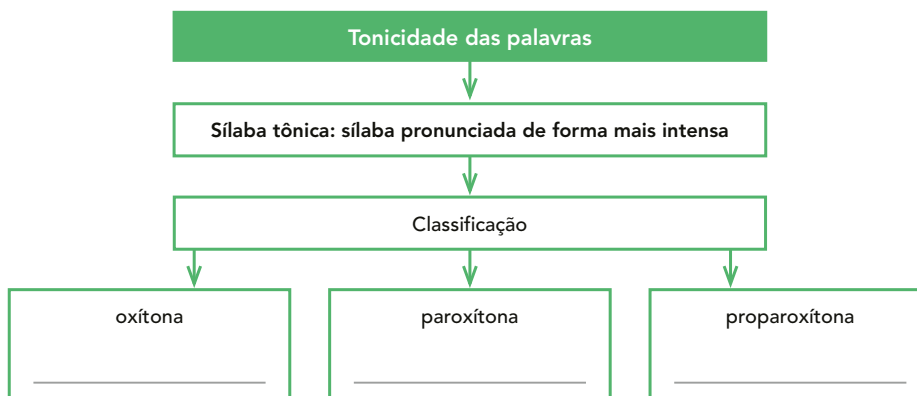 Tonicidade das palavras
Sílaba tônica: sílaba pronunciada de forma mais intensa
Classificação
oxítona
paroxítona
proparoxítona